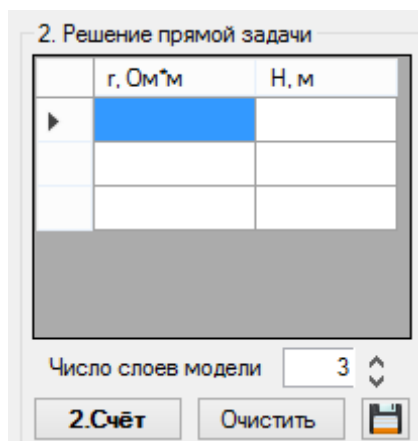 2. Решение прямой задачи
r, Ом*м H, м
Число слоев модели 3
2.Счёт Очистить